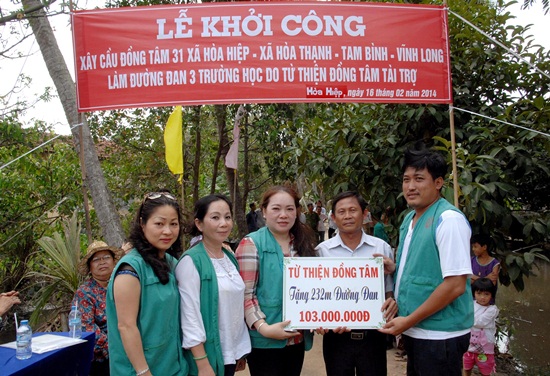 LỄ KHỞI CÔNG
XÂY CẦU ĐỒNG TÂM 31 XÃ HÒA HIỆP - XÃ HÒA THẠNH - TAM BÌNH - VĨNH LONG
LÀM ĐƯỜNG ĐAN 3 TRƯỜNG HỌC DO TỪ THIỆN ĐỒNG TÂM TÀI TRỢ
Hòa Hiệp, ngày 16 tháng 02 năm 2014
TỪ THIỆN ĐỒNG TÂM
Tặng 232m Đường Đan
103.000.000Đ